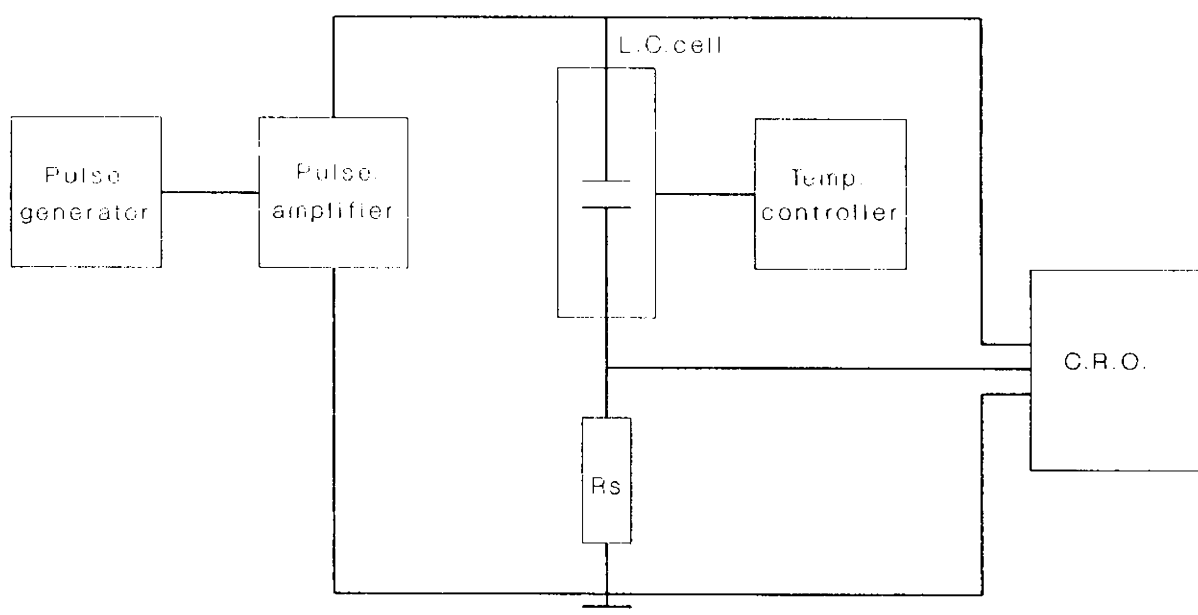 L.C.cell
Pulse
generator
Pulse
amplifier
Temp.
controller
C.R.O.
Rs